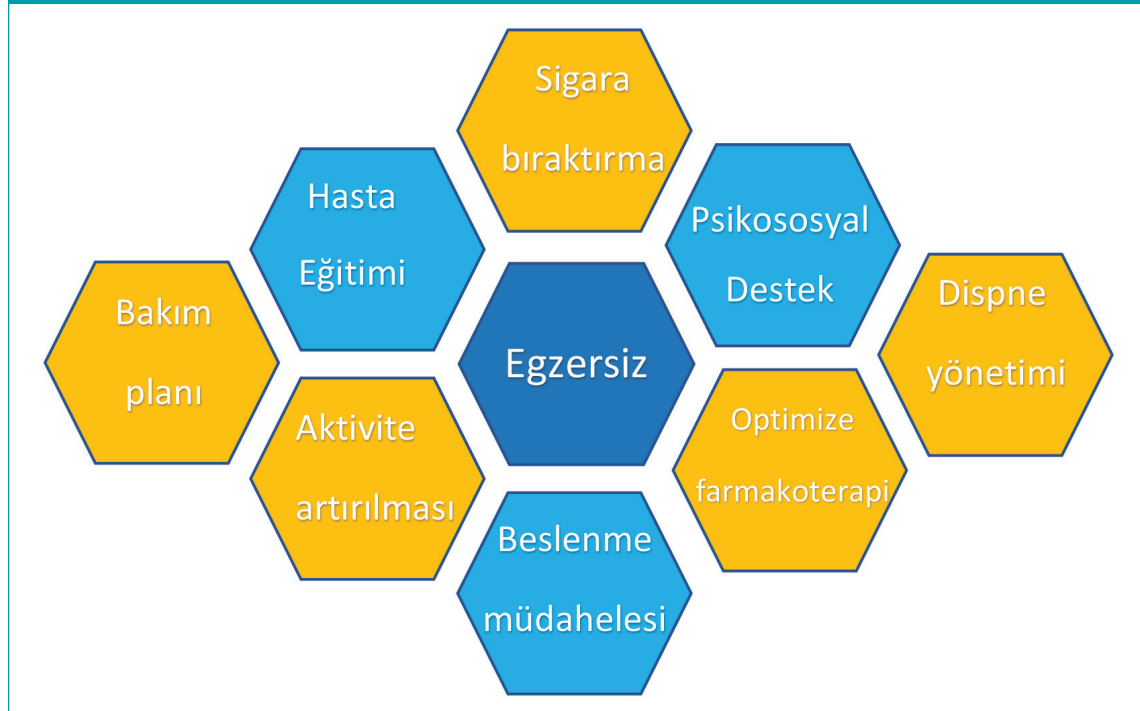 Sigara
bıraktırma
Hasta
Eğitimi
Psikososyal
Destek
Bakım
planı
Egzersiz
Dispne
yönetimi
Aktivite
artırılması
Optimize
farmakoterapi
Beslenme
müdahelesi